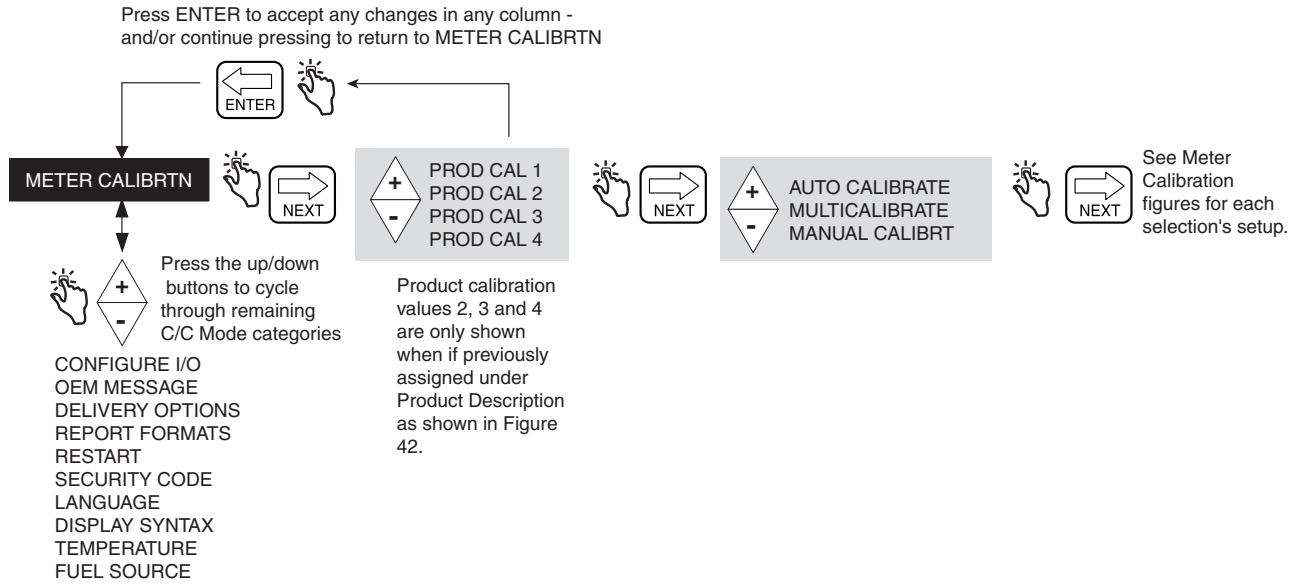 Press ENTER to accept any changes in any column -
and/or continue pressing to return to METER CALIBRTN
ENTER
METER CALIBRTN
NEXT
+
-
PROD CAL 1
PROD CAL 2
PROD CAL 3
PROD CAL 4
NEXT
+
-
AUTO CALIBRATE
MULTICALIBRATE
MANUAL CALIBRT
NEXT
See Meter
Calibration
figures for each
selection's setup.
+
-
Press the up/down
buttons to cycle
through remaining
C/C Mode categories
Product calibration
values 2, 3 and 4
are only shown
when if previously
assigned under
Product Description
as shown in Figure
42.
CONFIGURE I/O
OEM MESSAGE
DELIVERY OPTIONS
REPORT FORMATS
RESTART
SECURITY CODE
LANGUAGE
DISPLAY SYNTAX
TEMPERATURE
FUEL SOURCE